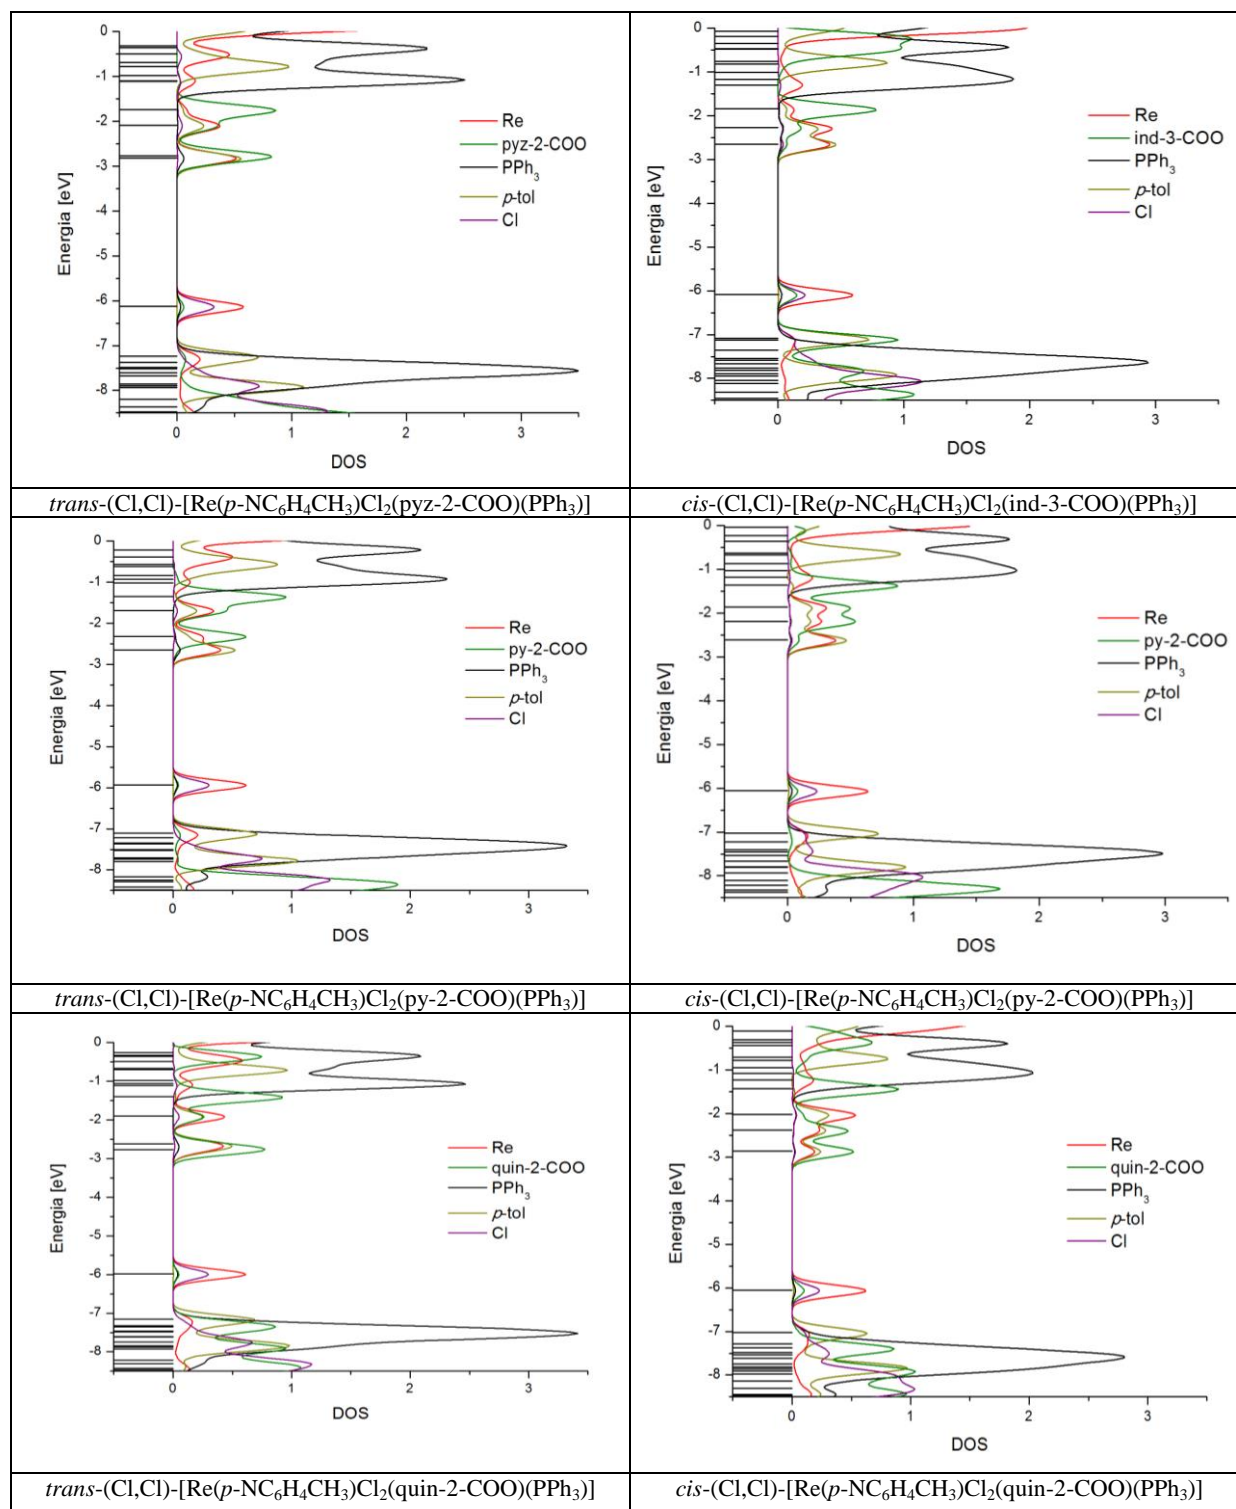 0
-1
-2
-3
-4
-5
-6
-7
-8
Energia [eV]
Re
pyz-2-COO
PPh₃
p-tol
Cl
0 1 2 3
DOS
trans-(Cl,Cl)-[Re(p-NC₆H₄CH₃)Cl₂(pyz-2-COO)(PPh₃)]
0
-1
-2
-3
-4
-5
-6
-7
-8
Energia [eV]
Re
ind-3-COO
PPh₃
p-tol
Cl
0 1 2 3
DOS
cis-(Cl,Cl)-[Re(p-NC₆H₄CH₃)Cl₂(ind-3-COO)(PPh₃)]
0
-1
-2
-3
-4
-5
-6
-7
-8
Energia [eV]
Re
py-2-COO
PPh₃
p-tol
Cl
0 1 2 3
DOS
trans-(Cl,Cl)-[Re(p-NC₆H₄CH₃)Cl₂(py-2-COO)(PPh₃)]
0
-1
-2
-3
-4
-5
-6
-7
-8
Energia [eV]
Re
py-2-COO
PPh₃
p-tol
Cl
0 1 2 3
DOS
cis-(Cl,Cl)-[Re(p-NC₆H₄CH₃)Cl₂(py-2-COO)(PPh₃)]
0
-1
-2
-3
-4
-5
-6
-7
-8
Energia [eV]
Re
quin-2-COO
PPh₃
p-tol
Cl
0 1 2 3
DOS
trans-(Cl,Cl)-[Re(p-NC₆H₄CH₃)Cl₂(quin-2-COO)(PPh₃)]
0
-1
-2
-3
-4
-5
-6
-7
-8
Energia [eV]
Re
quin-2-COO
PPh₃
p-tol
Cl
0 1 2 3
DOS
cis-(Cl,Cl)-[Re(p-NC₆H₄CH₃)Cl₂(quin-2-COO)(PPh₃)]